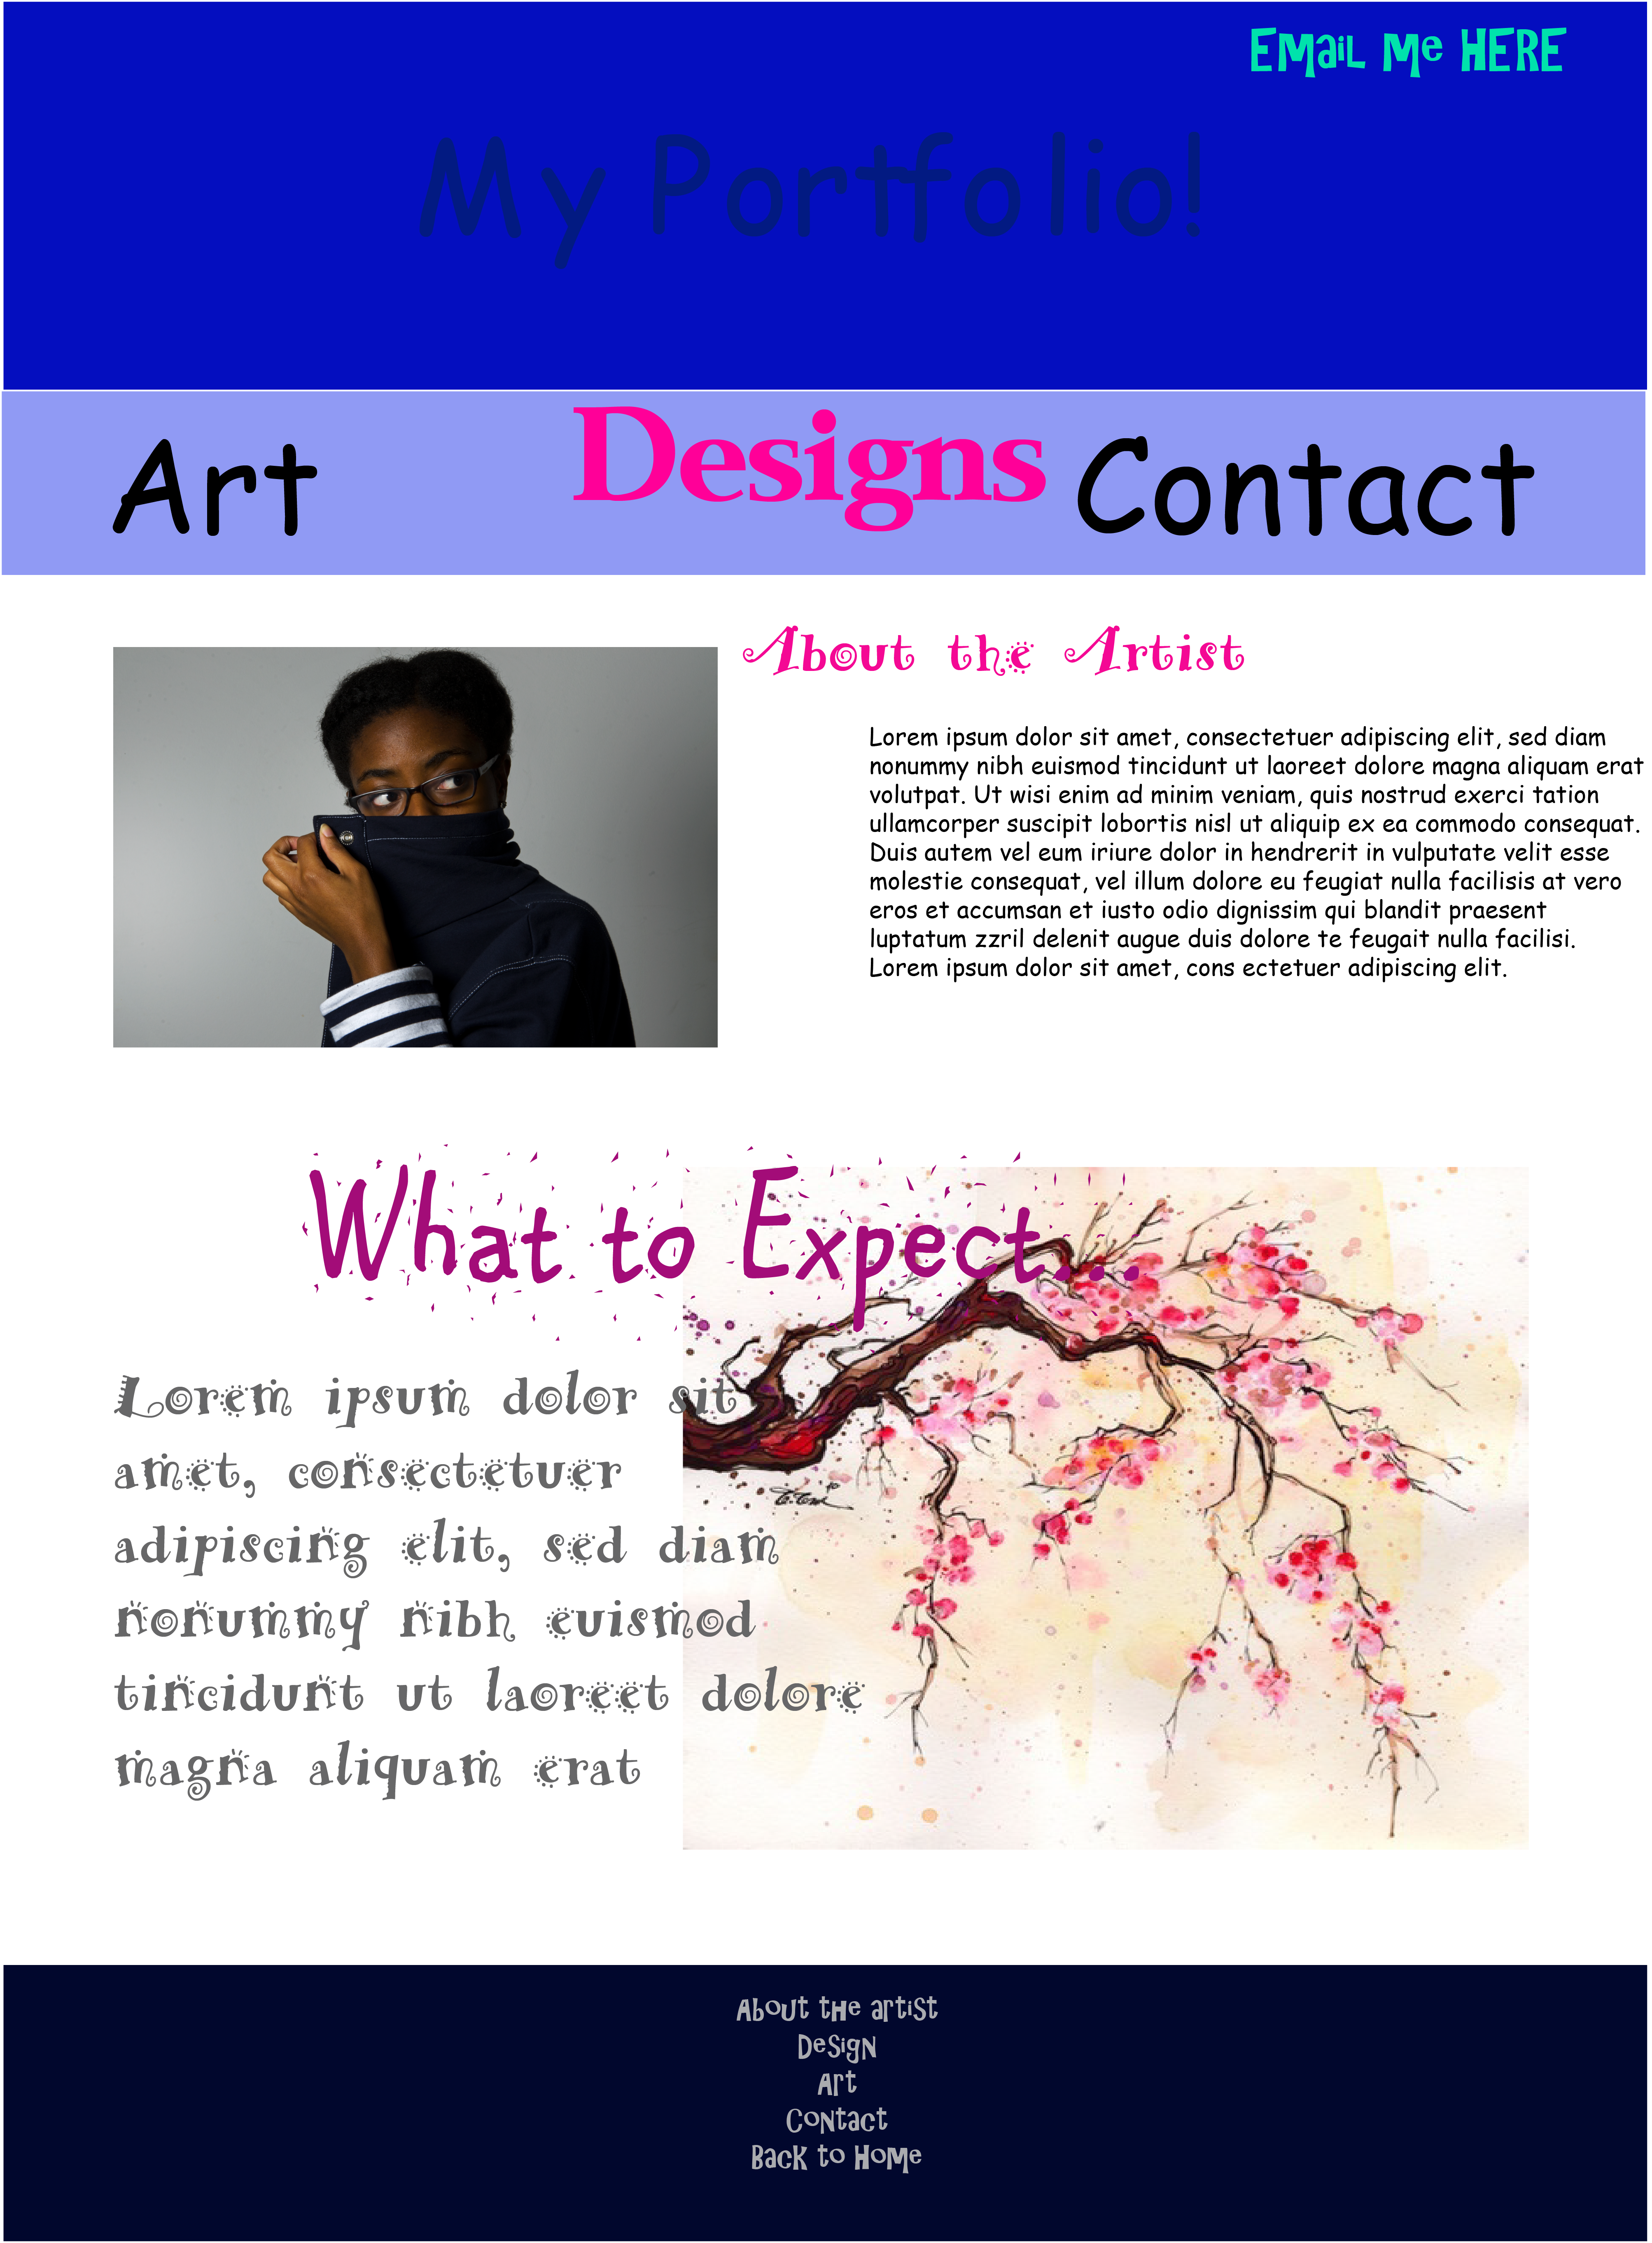 EMaiL Me HERE
My Portfolio!
Art Designs Contact
About the Artist
Lorem ipsum dolor sit amet, consectetuer adipiscing elit, sed diam
nonummy nibh euismod tincidunt ut laoreet dolore magna aliquam erat
volutpat. Ut wisi enim ad minim veniam, quis nostrud exerci tation
ullamcorper suscipit lobortis nisl ut aliquip ex ea commodo consequat.
Duis autem vel eum iriure dolor in hendrerit in vulputate velit esse
molestie consequat, vel illum dolore eu feugiat nulla facilisis at vero
eros et accumsan et iusto odio dignissim qui blandit praesent
luptatum zzril delenit augue duis dolore te feugait nulla facilisi.
Lorem ipsum dolor sit amet, cons ectetuer adipiscing elit.
What to Expect...
Lorem ipsum dolor sit
amet, consectetuer
adipiscing elit, sed diam
nonummy nibh euismod
tincidunt ut laoreet dolore
magna aliquam erat
About the artist
Design
Art
Contact
Back to Home